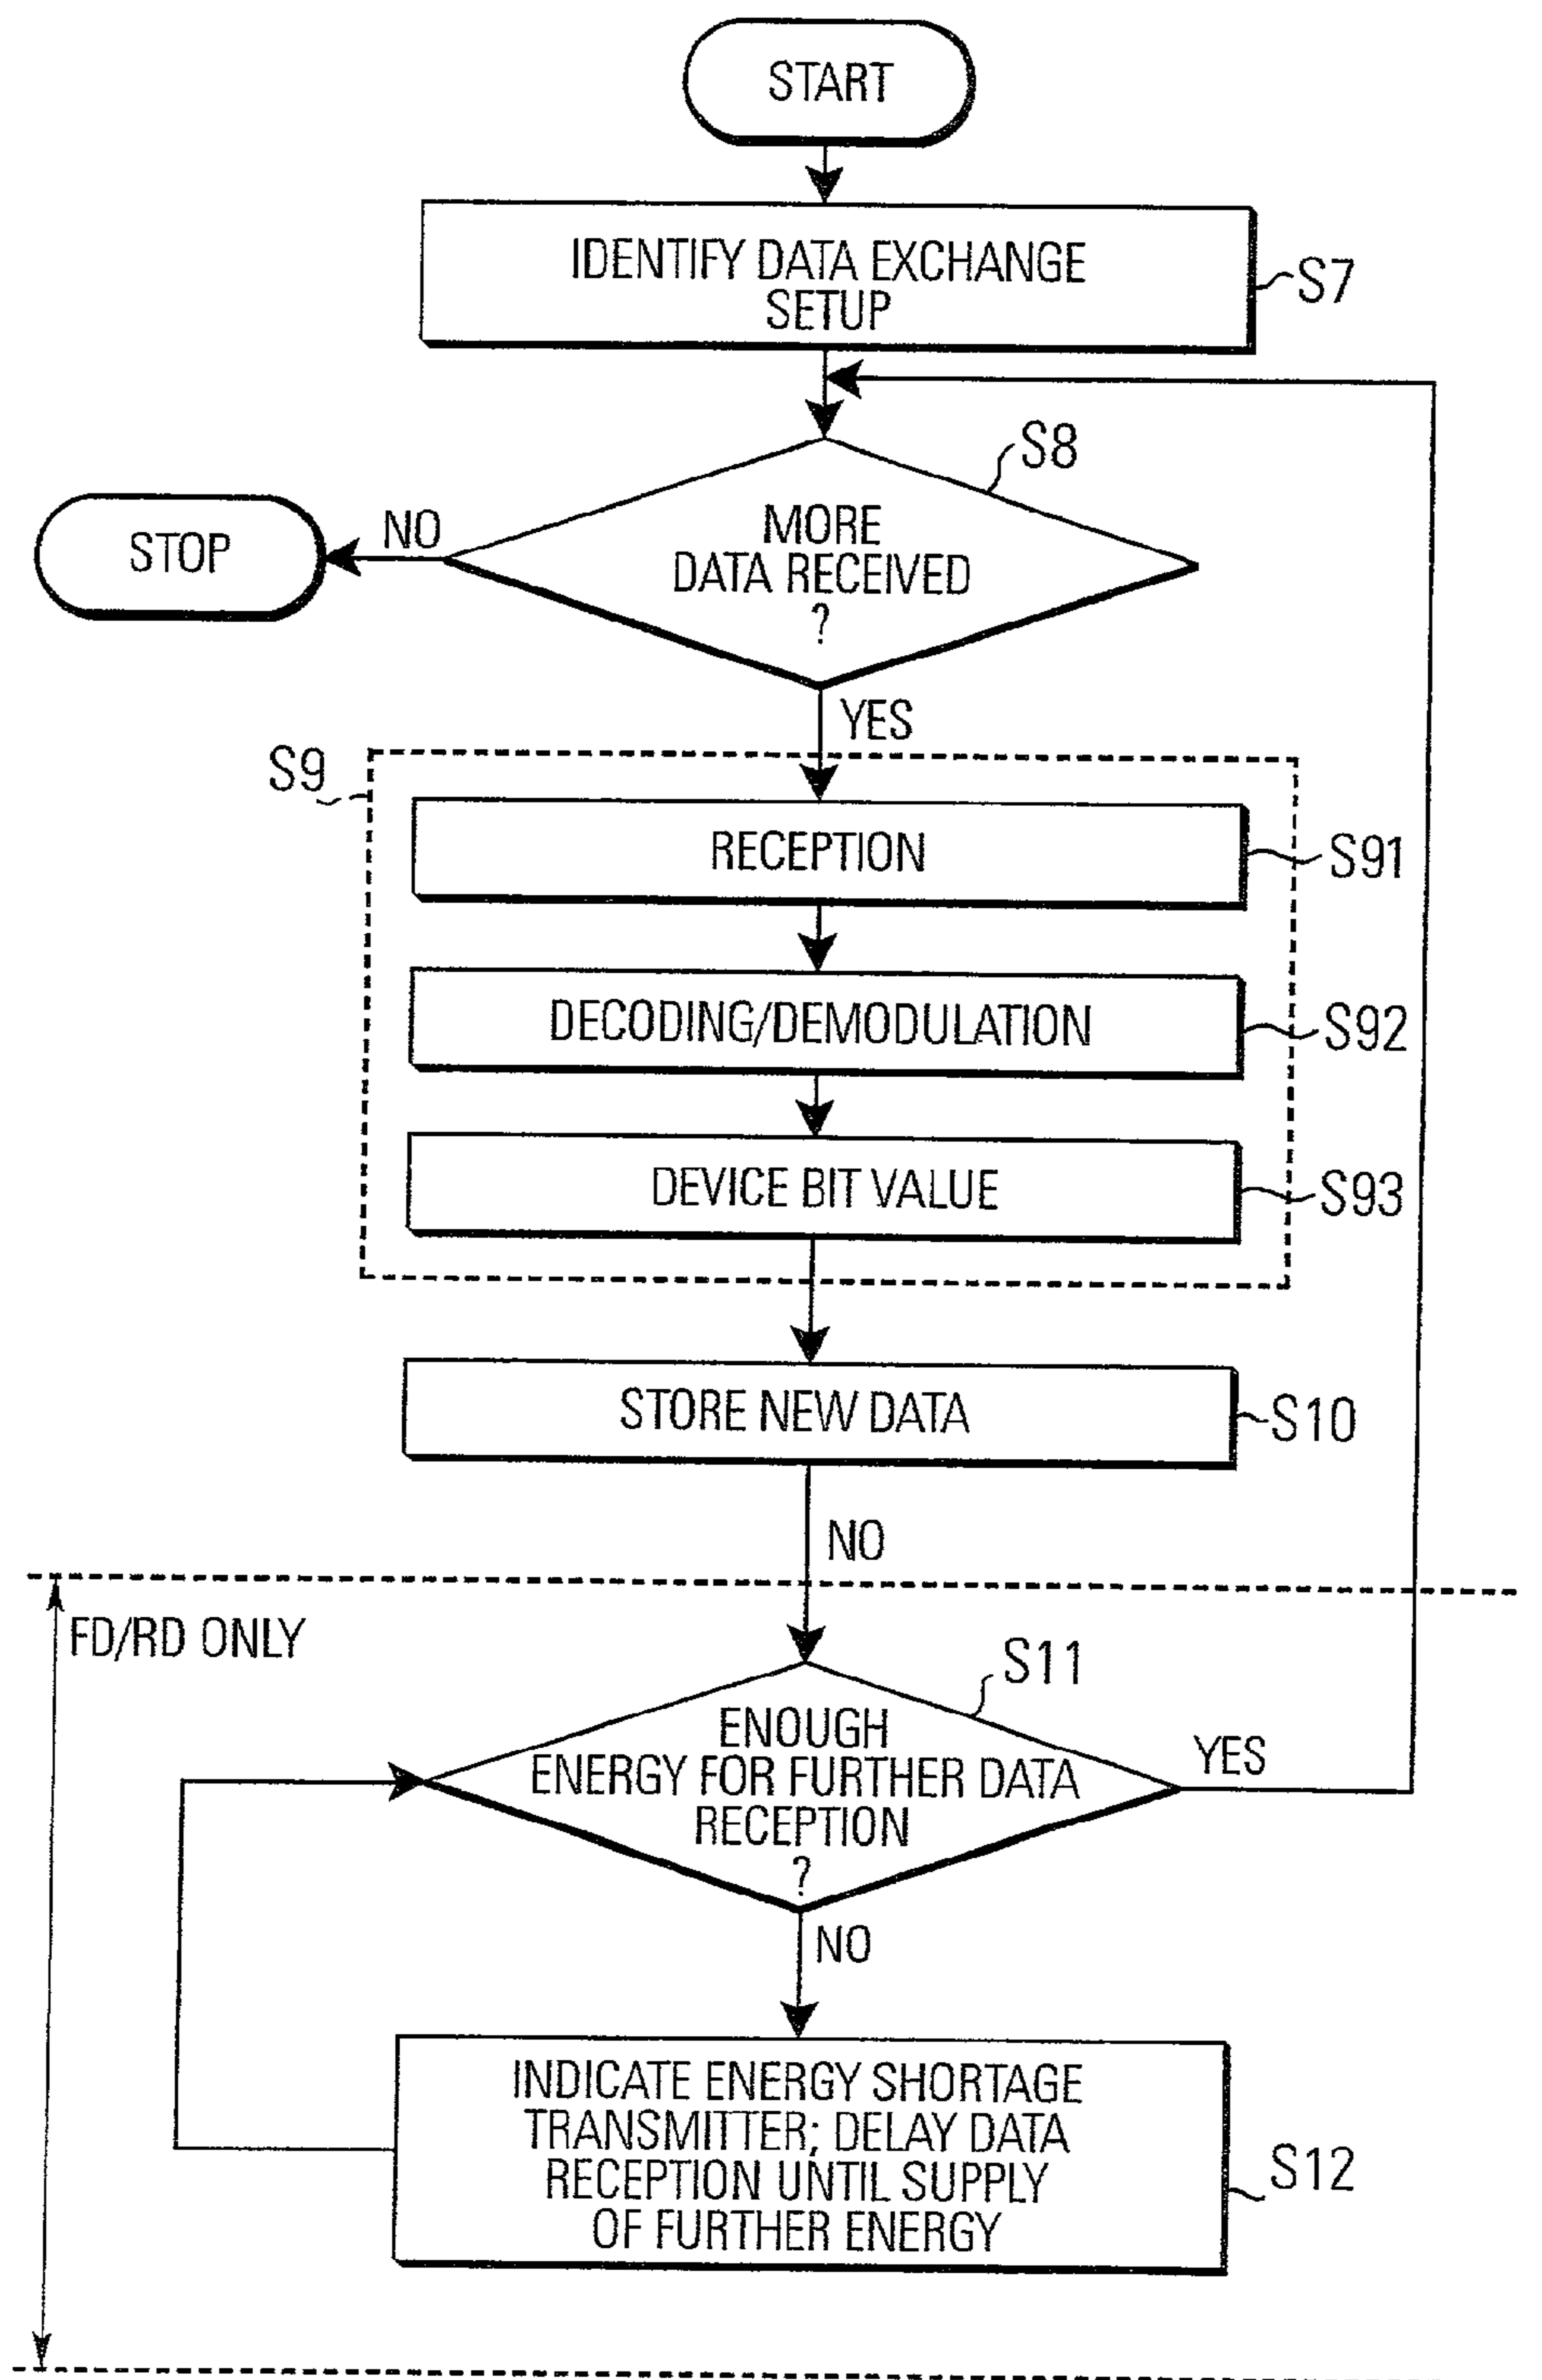 START
IDENTIFY DATA EXCHANGE
SETUP
S7
S8
MORE
DATA RECEIVED
?
NO
STOP
YES
S9
RECEPTION
S91
DECODING/DEMODULATION
S92
DEVICE BIT VALUE
S93
STORE NEW DATA
S10
NO
FD/RD ONLY
S11
ENOUGH
ENERGY FOR FURTHER DATA
RECEPTION
?
YES
NO
INDICATE ENERGY SHORTAGE
TRANSMITTER; DELAY DATA
RECEPTION UNTIL SUPPLY
OF FURTHER ENERGY
S12